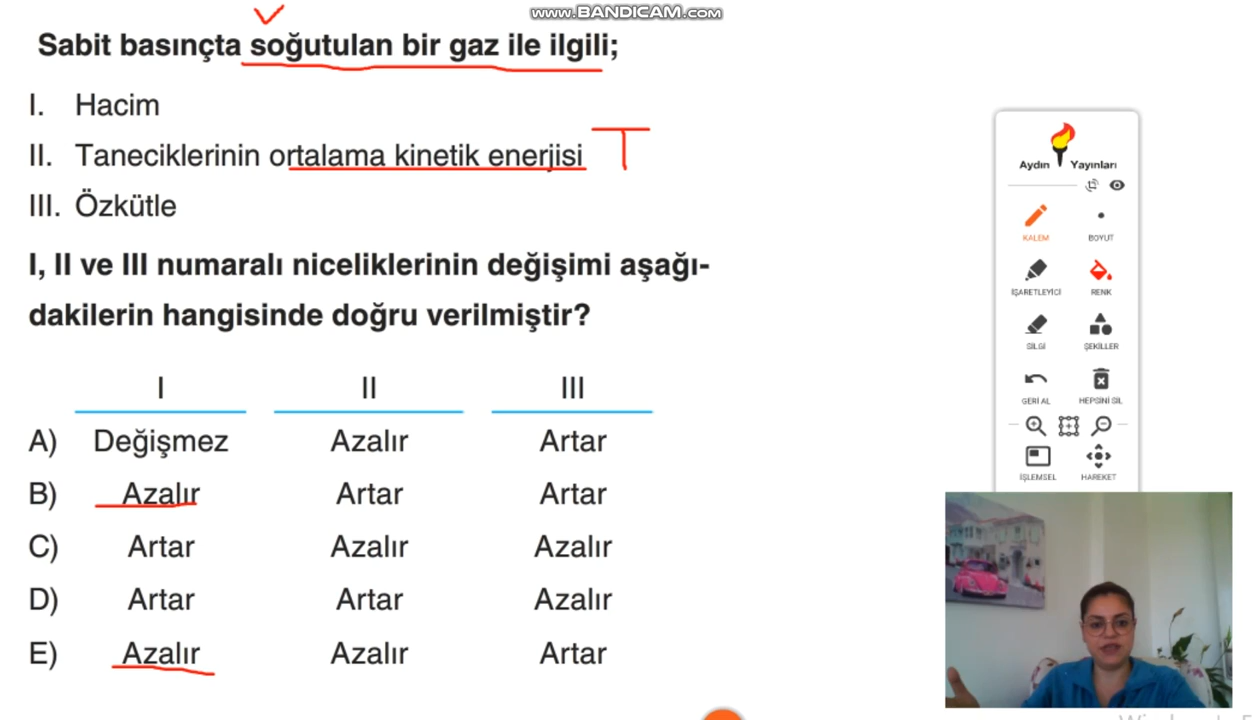 www.BANDICAM.com
Sabit basınçta soğutulan bir gaz ile ilgili;
I. Hacim
II. Taneciklerinin ortalama kinetik enerjisi T
III. Özkütle
I, II ve III numaralı niceliklerinin değişimi aşağı-
dakilerin hangisinde doğru verilmiştir?
I II III
A) Değişmez Azalır Artar
B) Azalır Artar Artar
C) Artar Azalır Azalır
D) Artar Artar Azalır
E) Azalır Azalır Artar
Aydın Yayınları
KALEM BOYUT
İŞARETLEYİCİ RENK
SİLGİ ŞEKİLLER
GERİ AL HEPSİNİ SİL
İŞLEMSEL HAREKET